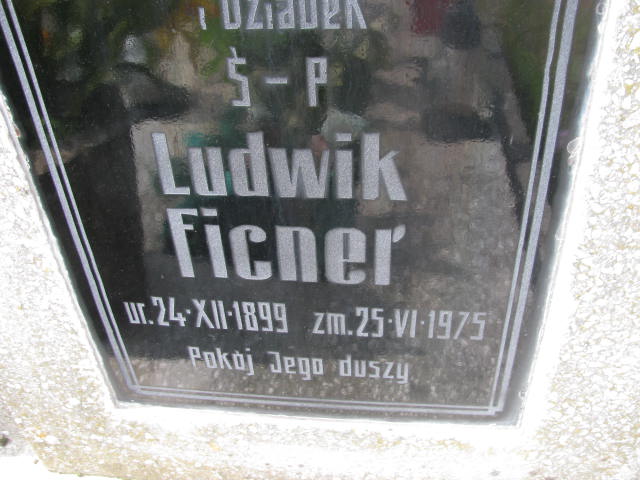 i Dziadek
Ś-P
Ludwik
Ficner
ur. 24·XII·1899 zm. 25·VI·1975
Pokój Jego duszy